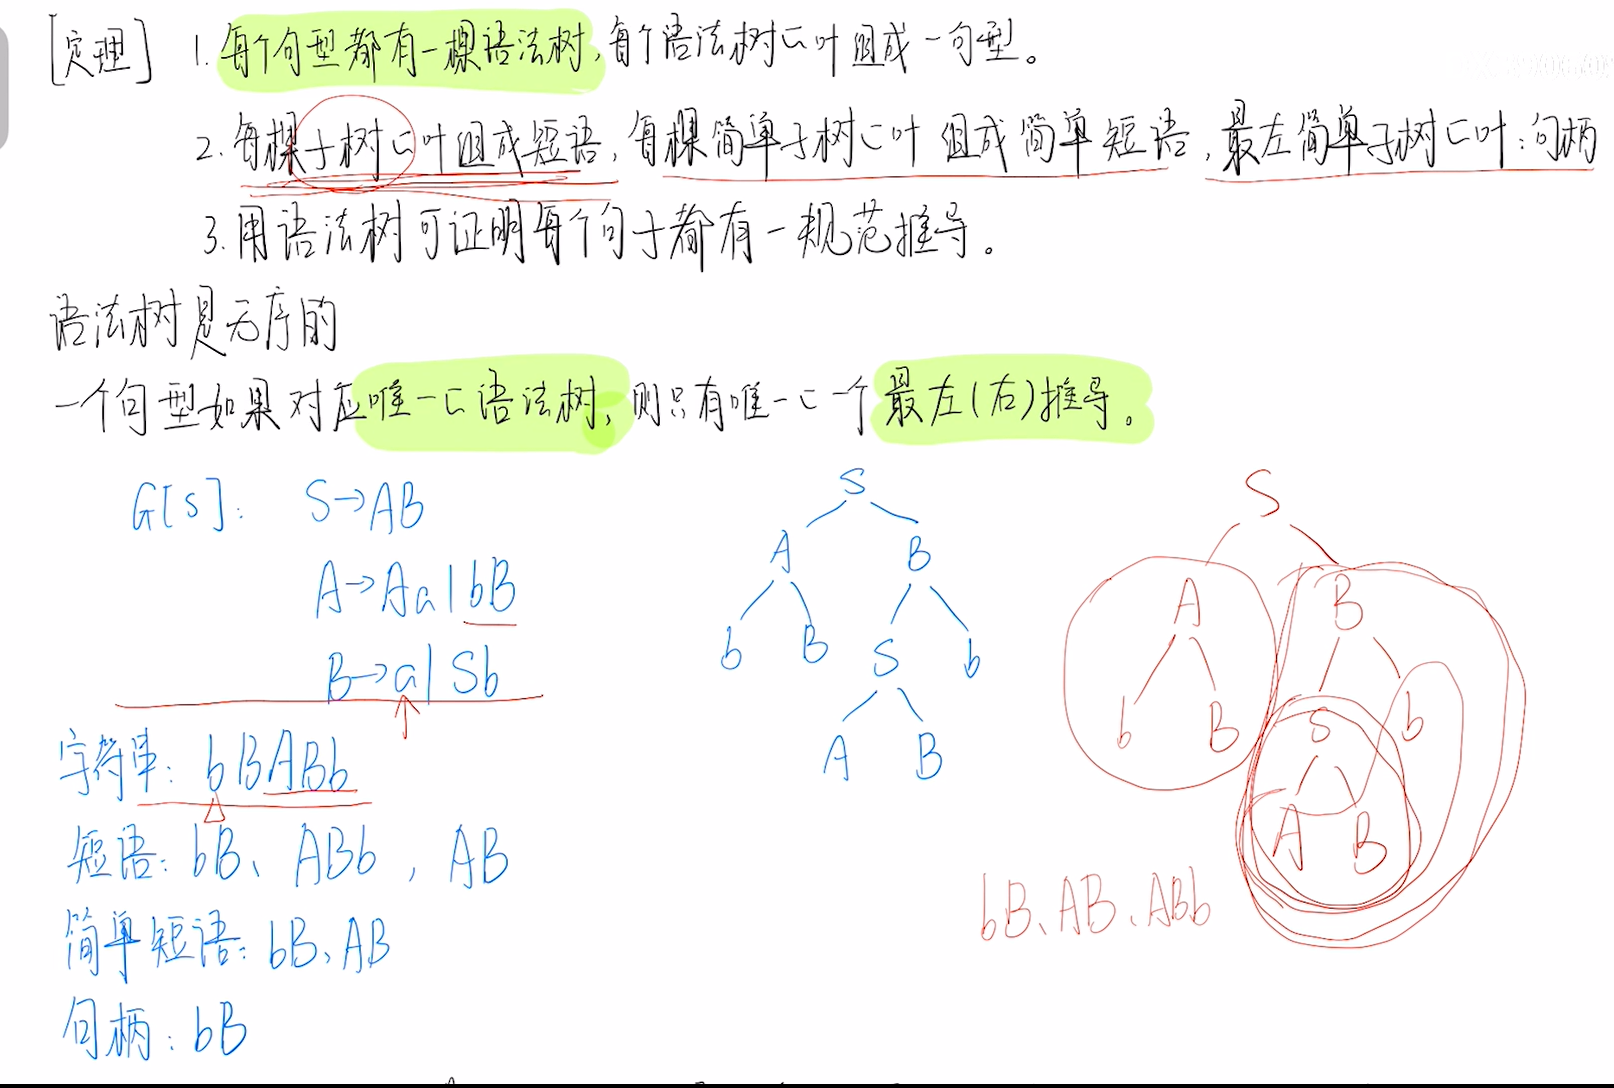 [定理] 1. 每个句型都有一棵语法树, 每个语法树の叶组成一句型。
2. 每棵子树の叶组成短语, 每棵简单子树の叶组成简单短语, 最左简单子树の叶: 句柄
3. 用语法树可证明每个句子都有一规范推导。
语法树是无序的
一个句型如果对应唯一の语法树, 则只有唯一の一个最左(右)推导。
G[S]: S→AB
A→Aa|bB
B→a|Sb
字符串: bBABb
短语: bB、ABb, AB
简单短语: bB、AB
句柄: bB
S
A B
b B S b
A B
S
A B
b B S b
A B
bB、AB、ABb